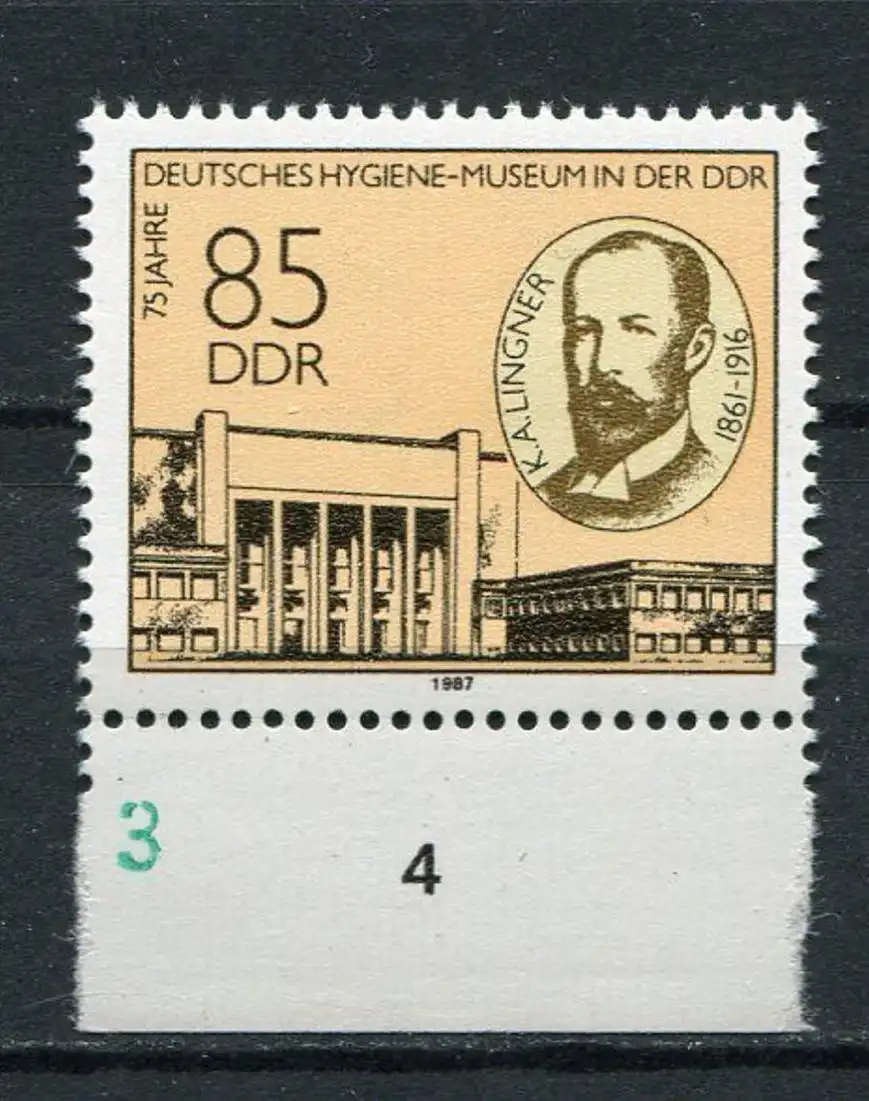 DEUTSCHES HYGIENE-MUSEUM IN DER DDR
75 JAHRE
85
DDR
K.A.LINGNER
1861-1916
1987
3
4